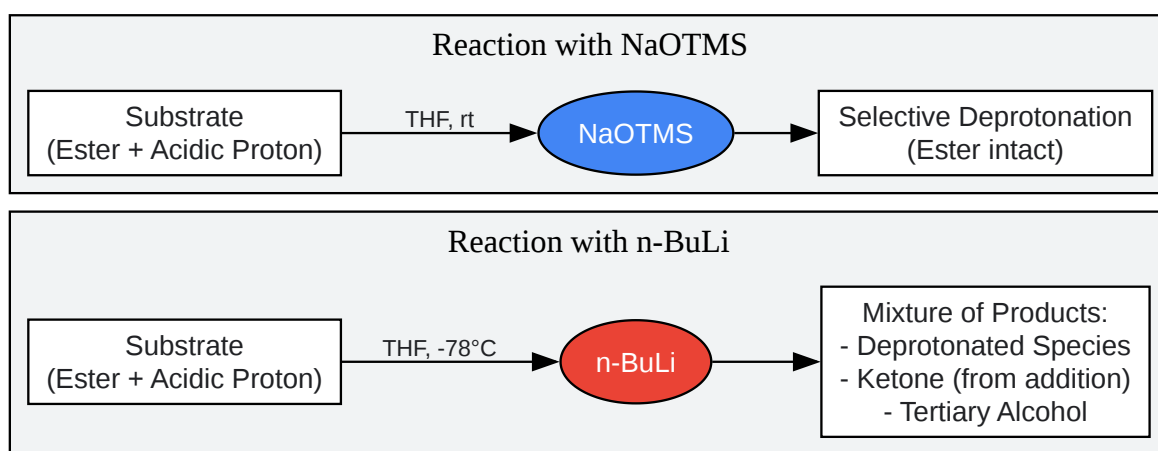 Reaction with NaOTMS
Substrate
(Ester + Acidic Proton)
THF, rt
NaOTMS
Selective Deprotonation
(Ester intact)
Reaction with n-BuLi
Substrate
(Ester + Acidic Proton)
THF, -78°C
n-BuLi
Mixture of Products:
- Deprotonated Species
- Ketone (from addition)
- Tertiary Alcohol